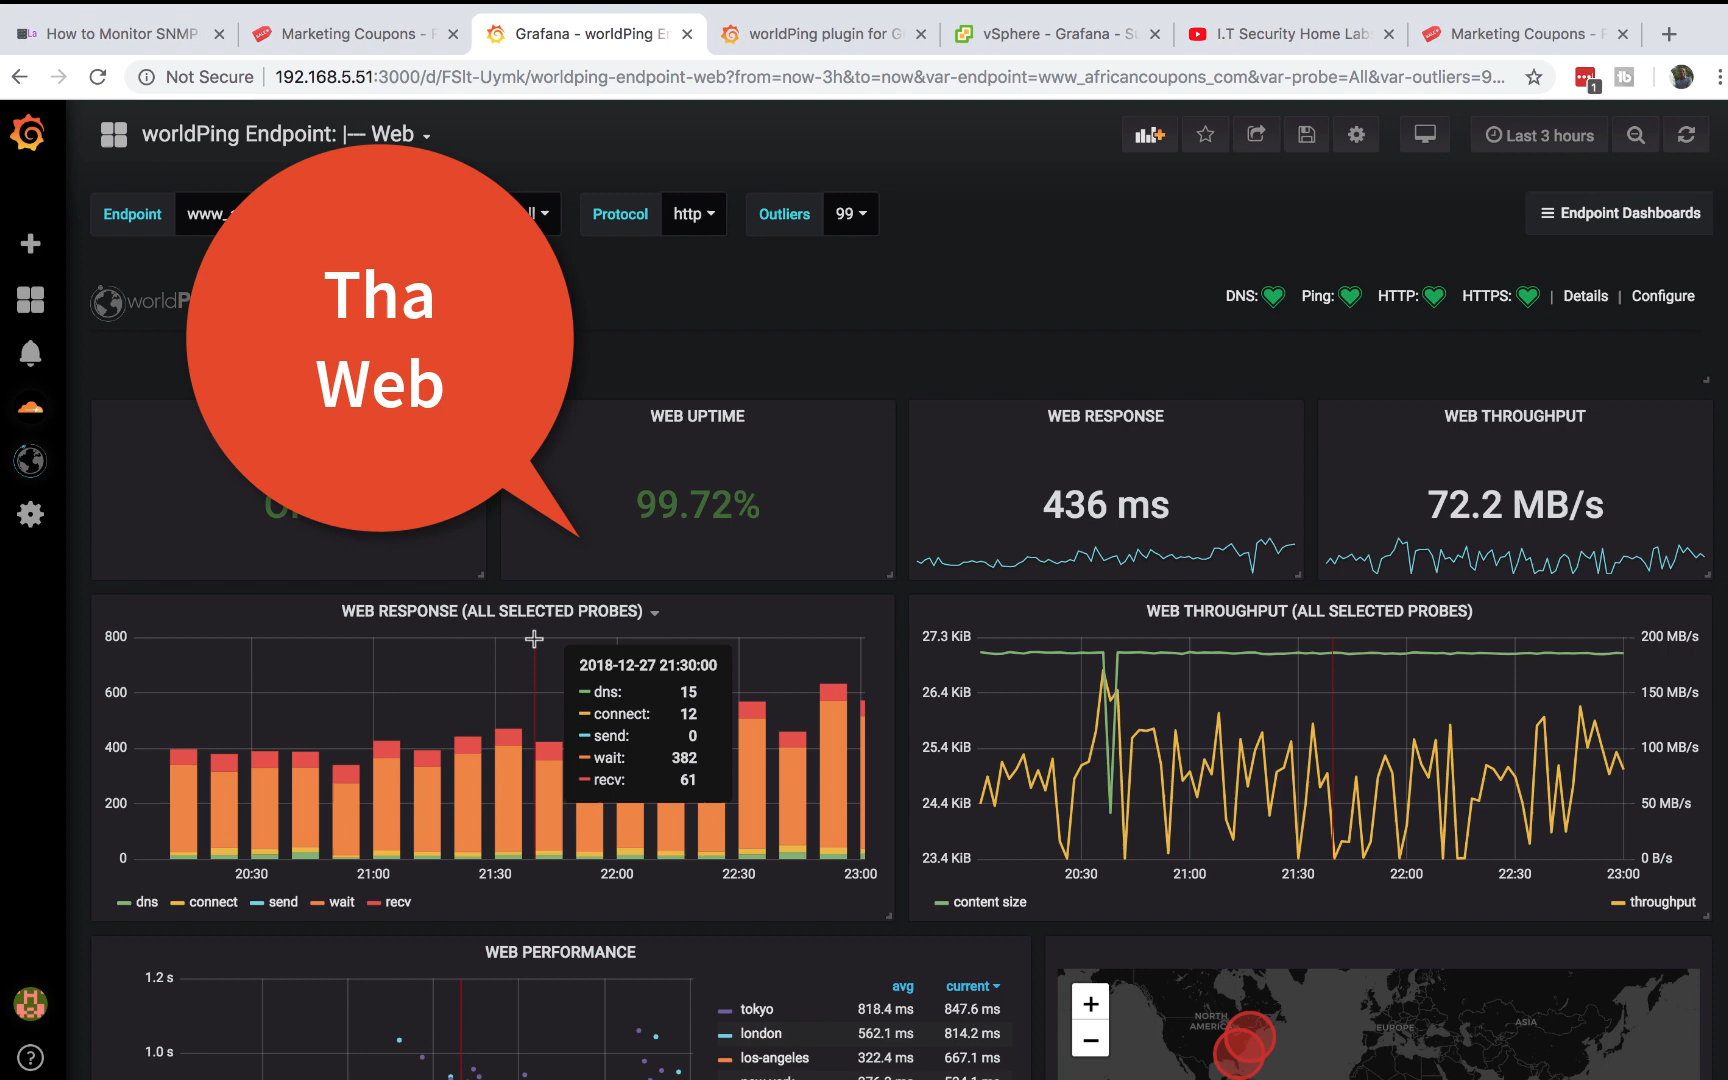 How to Monitor SNMP
Marketing Coupons -
Grafana - worldPing
worldPing plugin for G
vSphere - Grafana - S
I.T Security Home Lab
Marketing Coupons -
Not Secure | 192.168.5.51:3000/d/FSlt-Uymk/worldping-endpoint-web?from=now-3h&to=now&var-endpoint=www_africancoupons_com&var-probe=All&var-outliers=9...
1
worldPing Endpoint: |--- Web
Last 3 hours
Endpoint www_
Protocol http
Outliers 99
Endpoint Dashboards
Tha
Web
worldP
DNS: Ping: HTTP: HTTPS: | Details | Configure
WEB UPTIME
99.72%
WEB RESPONSE
436 ms
WEB THROUGHPUT
72.2 MB/s
WEB RESPONSE (ALL SELECTED PROBES)
800
600
400
200
0
20:30 21:00 21:30 22:00 22:30 23:00
2018-12-27 21:30:00
dns: 15
connect: 12
send: 0
wait: 382
recv: 61
dns connect send wait recv
WEB THROUGHPUT (ALL SELECTED PROBES)
27.3 KiB 200 MB/s
26.4 KiB 150 MB/s
25.4 KiB 100 MB/s
24.4 KiB 50 MB/s
23.4 KiB 0 B/s
20:30 21:00 21:30 22:00 22:30 23:00
content size throughput
WEB PERFORMANCE
1.2 s
1.0 s
avg current
tokyo 818.4 ms 847.6 ms
london 562.1 ms 814.2 ms
los-angeles 322.4 ms 667.1 ms
+
−
NORTH
AMERIC
EUROPE
ASIA